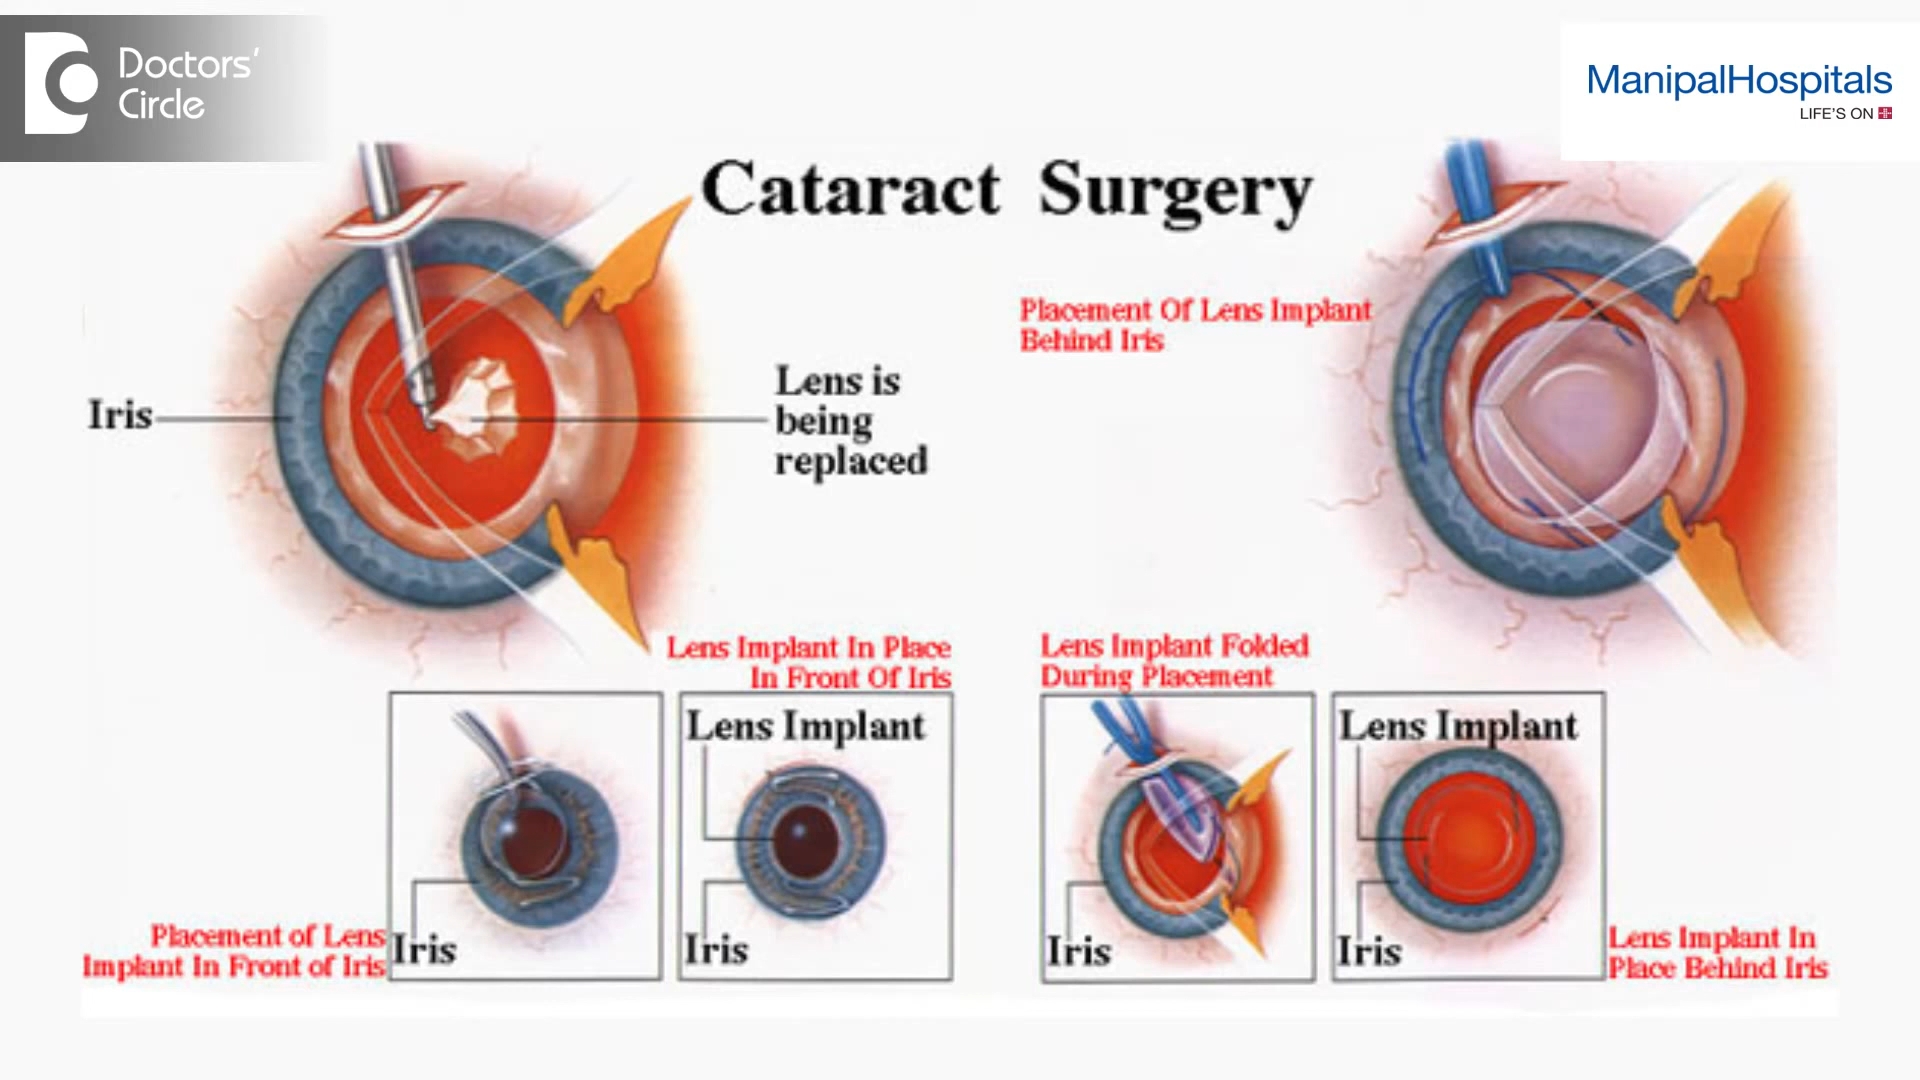 Doctors'
Circle
ManipalHospitals
LIFE'S ON
Cataract Surgery
Placement Of Lens Implant
Behind Iris
Iris
Lens is
being
replaced
Lens Implant In Place
In Front Of Iris
Lens Implant Folded
During Placement
Iris
Placement of Lens
Implant In Front of Iris
Lens Implant
Iris
Iris
Lens Implant
Iris
Lens Implant In
Place Behind Iris